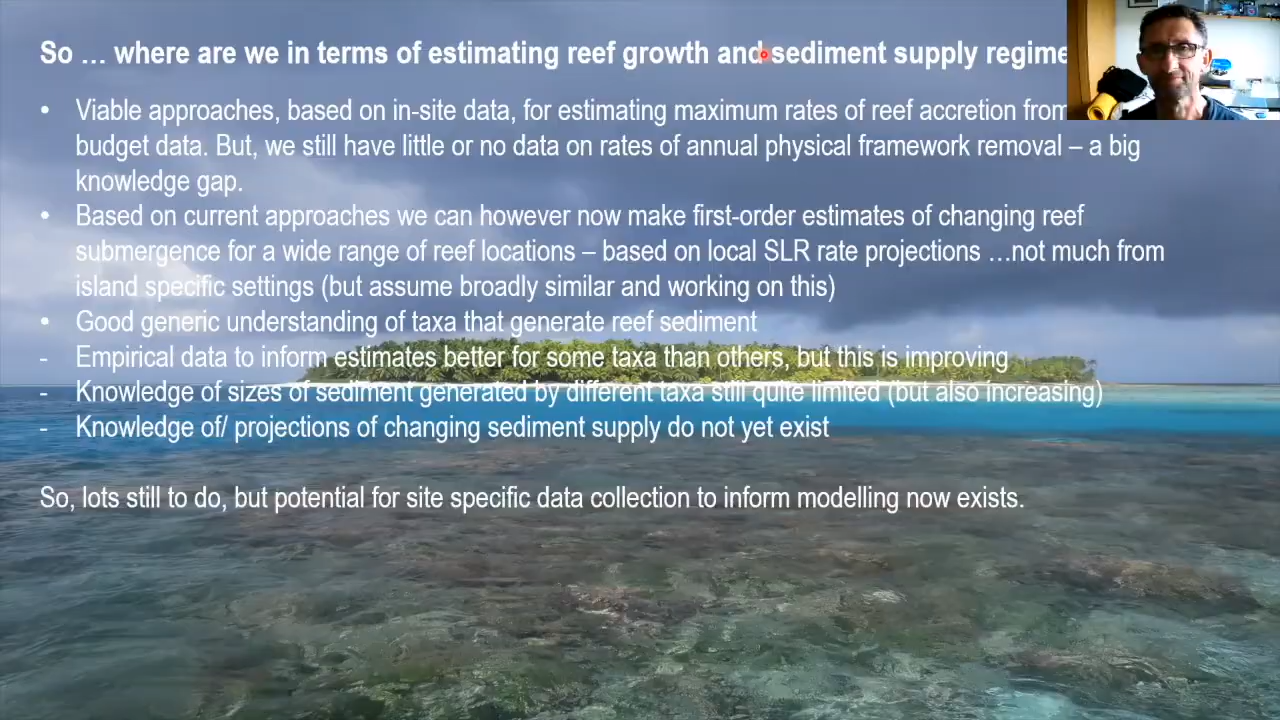 So … where are we in terms of estimating reef growth and sediment supply regime
• Viable approaches, based on in-site data, for estimating maximum rates of reef accretion from
budget data. But, we still have little or no data on rates of annual physical framework removal – a big
knowledge gap.
• Based on current approaches we can however now make first-order estimates of changing reef
submergence for a wide range of reef locations – based on local SLR rate projections …not much from
island specific settings (but assume broadly similar and working on this)
• Good generic understanding of taxa that generate reef sediment
- Empirical data to inform estimates better for some taxa than others, but this is improving
- Knowledge of sizes of sediment generated by different taxa still quite limited (but also increasing)
- Knowledge of/ projections of changing sediment supply do not yet exist
So, lots still to do, but potential for site specific data collection to inform modelling now exists.